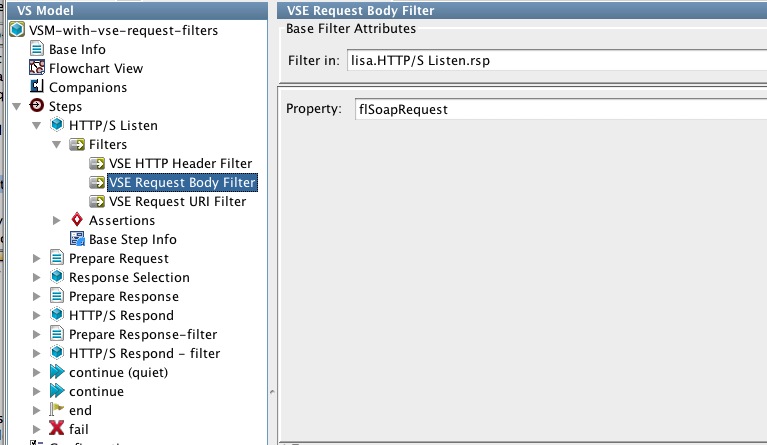 VS Model
VSM-with-vse-request-filters
Base Info
Flowchart View
Companions
Steps
HTTP/S Listen
Filters
VSE HTTP Header Filter
VSE Request Body Filter
VSE Request URI Filter
Assertions
Base Step Info
Prepare Request
Response Selection
Prepare Response
HTTP/S Respond
Prepare Response-filter
HTTP/S Respond - filter
continue (quiet)
continue
end
fail
VSE Request Body Filter
Base Filter Attributes
Filter in: lisa.HTTP/S Listen.rsp
Property: flSoapRequest